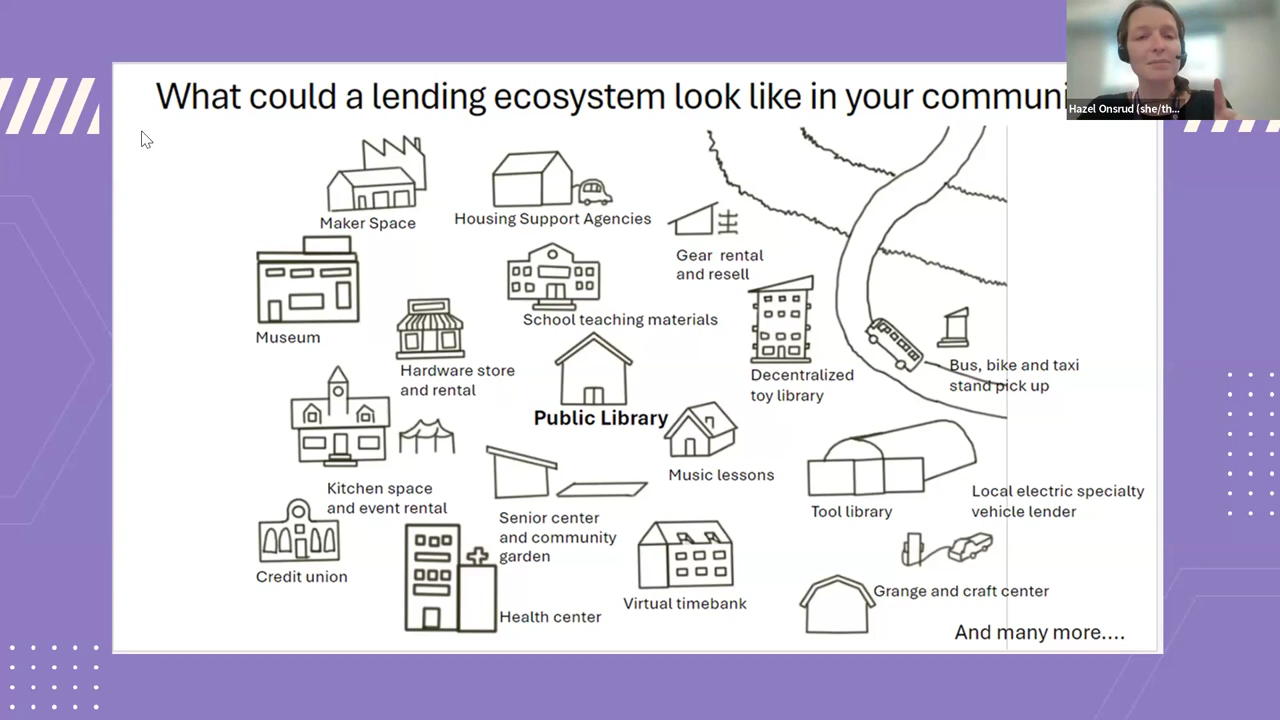 What could a lending ecosystem look like in your communi
Hazel Onsrud (she/th...
Maker Space
Housing Support Agencies
Gear rental
and resell
Museum
School teaching materials
Hardware store
and rental
Decentralized
toy library
Bus, bike and taxi
stand pick up
Public Library
Music lessons
Kitchen space
and event rental
Senior center
and community
garden
Tool library
Local electric specialty
vehicle lender
Credit union
Health center
Virtual timebank
Grange and craft center
And many more....